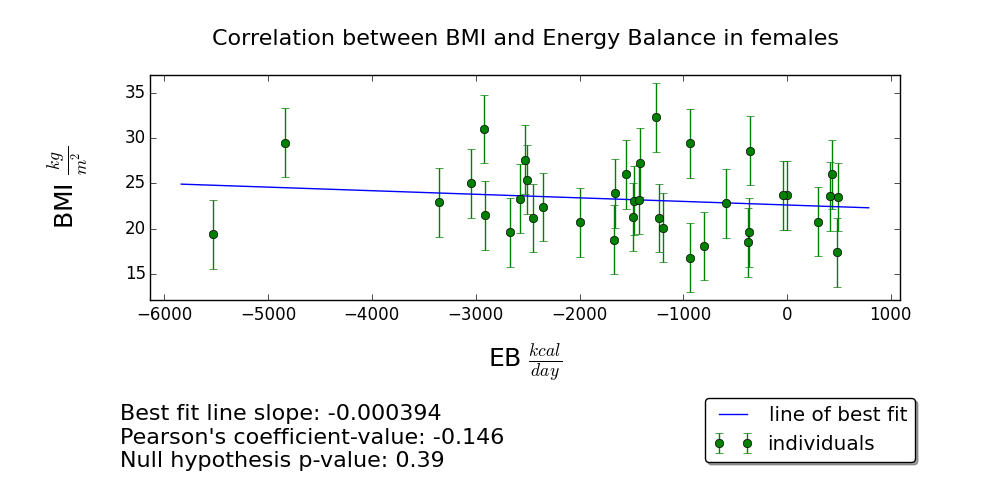 Correlation between BMI and Energy Balance in females
35
30
25
20
15
BMI kg/m²
−6000 −5000 −4000 −3000 −2000 −1000 0 1000
EB kcal/day
Best fit line slope: -0.000394
Pearson's coefficient-value: -0.146
Null hypothesis p-value: 0.39
line of best fit
individuals